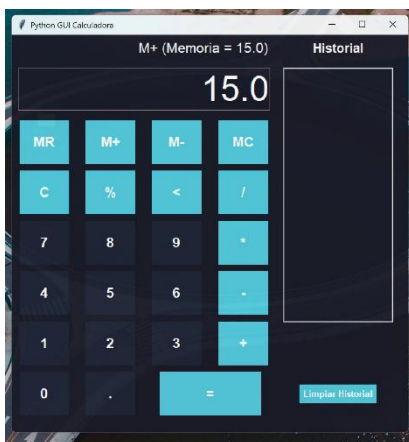 Python GUI Calculadora
M+ (Memoria = 15.0)
Historial
15.0
MR M+ M- MC
C % < /
7 8 9 *
4 5 6 -
1 2 3 +
0 . =
Limpiar Historial